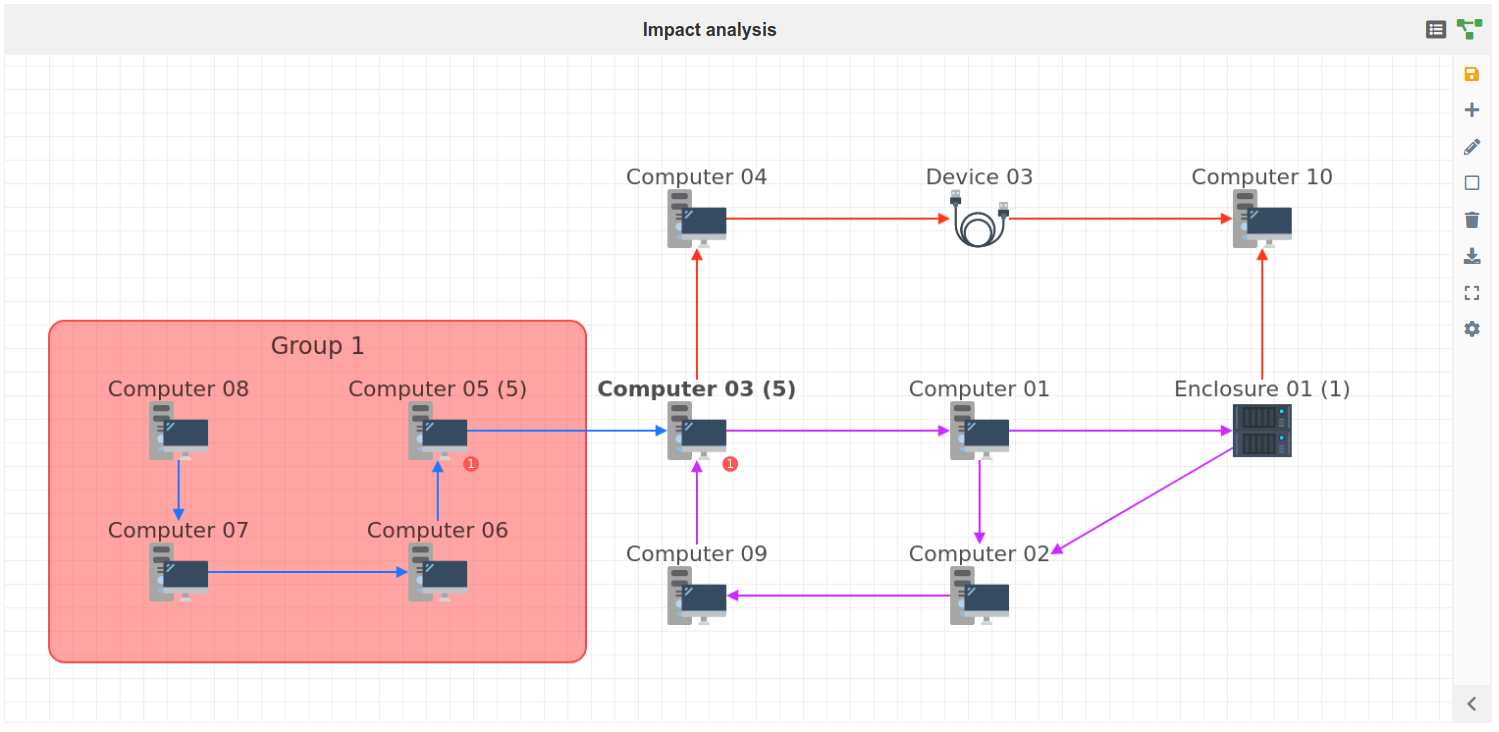 Impact analysis
Computer 04
Device 03
Computer 10
Group 1
Computer 08
Computer 05 (5)
Computer 03 (5)
Computer 01
Enclosure 01 (1)
1
1
Computer 07
Computer 06
Computer 09
Computer 02